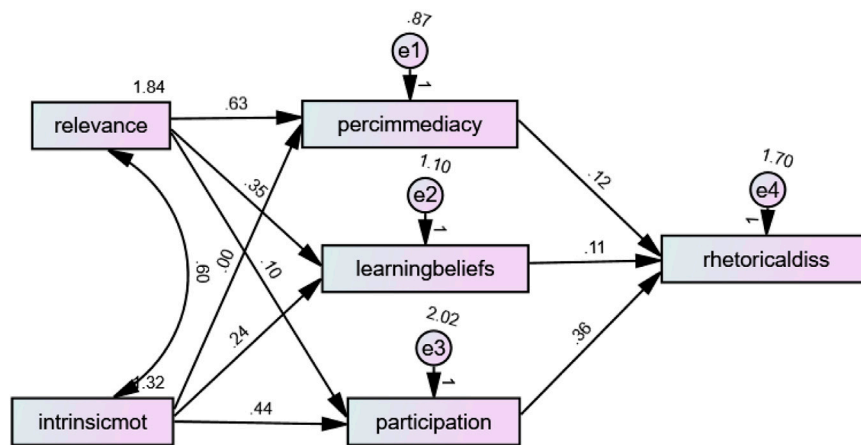 .87
e1
1
1.84
relevance
.63
percimmediacy
1.10
e2
1
.35
.12
1.70
e4
1
.60
.00
.10
learningbeliefs
.11
rhetoricaldiss
.24
2.02
e3
1
.36
1.32
intrinsicmot
.44
participation